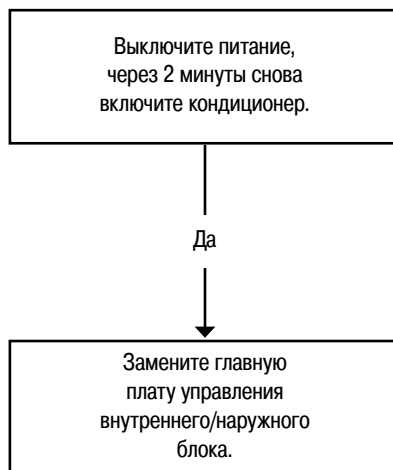 Выключите питание,
через 2 минуты снова
включите кондиционер.
Да
Замените главную
плату управления
внутреннего/наружного
блока.